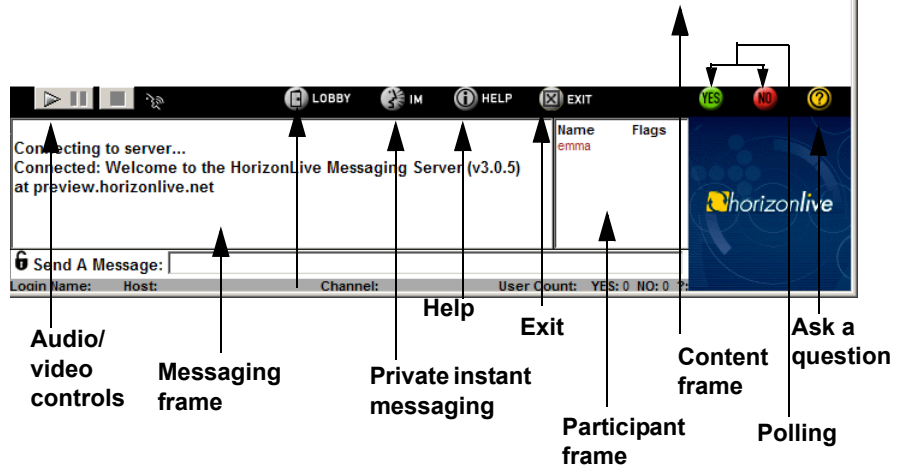 LOBBY IM HELP EXIT YES NO ?
Name Flags
emma
Connecting to server...
Connected: Welcome to the HorizonLive Messaging Server (v3.0.5)
at preview.horizonlive.net
horizonlive
Send A Message:
Login Name: Host: Channel: User Count: YES: 0 NO: 0 ?:
Audio/
video
controls
Messaging
frame
Private instant
messaging
Help
Exit
Participant
frame
Content
frame
Polling
Ask a
question